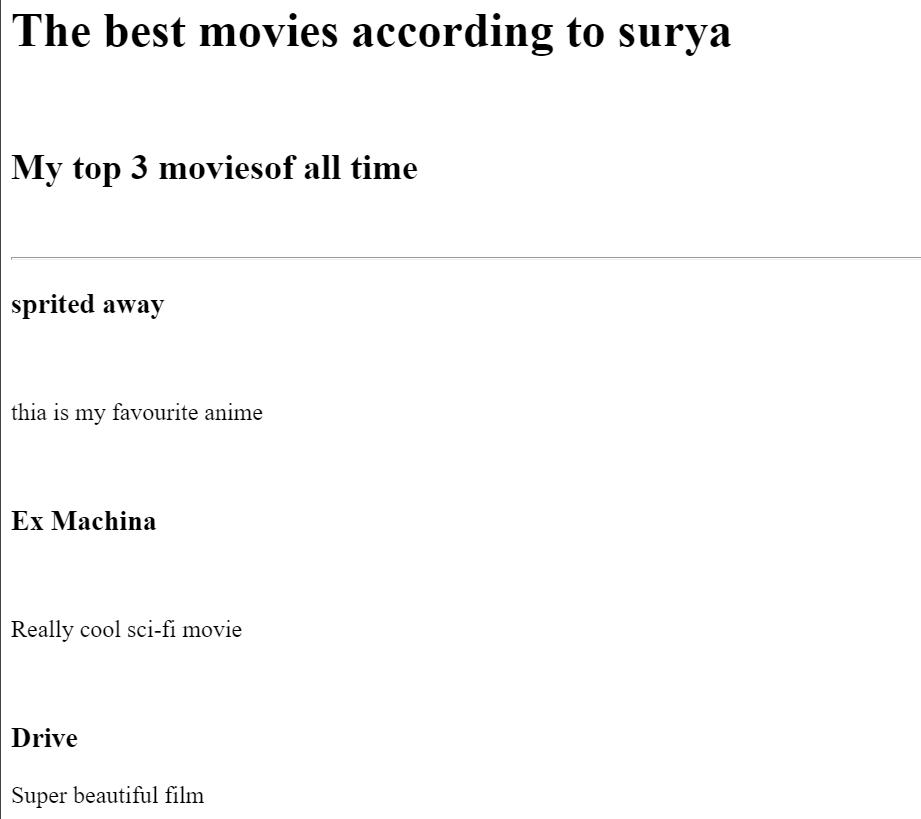 The best movies according to surya
My top 3 moviesof all time
sprited away
thia is my favourite anime
Ex Machina
Really cool sci-fi movie
Drive
Super beautiful film